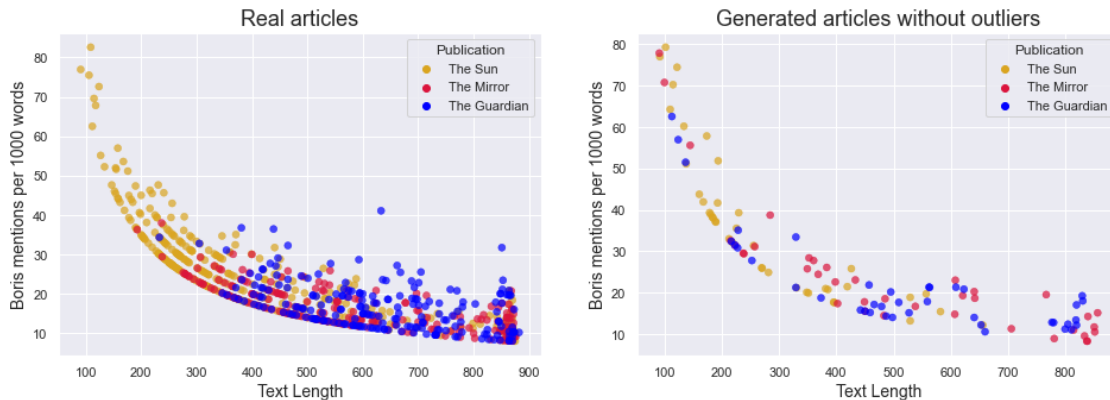 Real articles
Boris mentions per 1000 words
80
70
60
50
40
30
20
10
Publication
The Sun
The Mirror
The Guardian
100 200 300 400 500 600 700 800 900
Text Length
Generated articles without outliers
Boris mentions per 1000 words
80
70
60
50
40
30
20
10
Publication
The Sun
The Mirror
The Guardian
100 200 300 400 500 600 700 800
Text Length